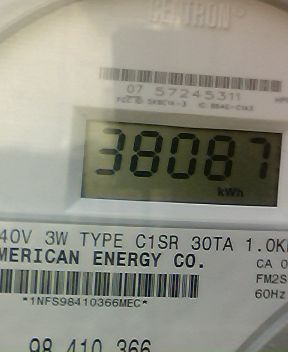 CENTRON®
07 57245311
38087
kWh
40V 3W TYPE C1SR 30TA 1.0K
MERICAN ENERGY CO.
CA 0
FM2S
60Hz
*1NFS98410366MEC*
98 410 366